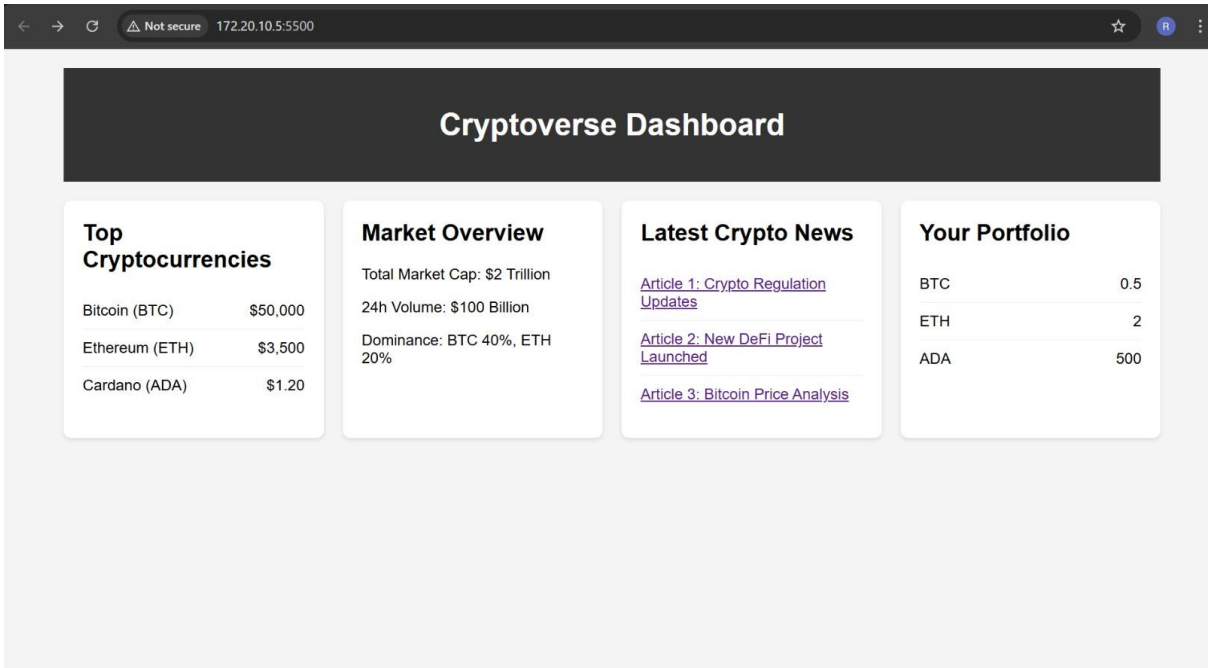 Not secure 172.20.10.5:5500
R
Cryptoverse Dashboard
Top
Cryptocurrencies
Bitcoin (BTC) $50,000
Ethereum (ETH) $3,500
Cardano (ADA) $1.20
Market Overview
Total Market Cap: $2 Trillion
24h Volume: $100 Billion
Dominance: BTC 40%, ETH
20%
Latest Crypto News
Article 1: Crypto Regulation
Updates
Article 2: New DeFi Project
Launched
Article 3: Bitcoin Price Analysis
Your Portfolio
BTC 0.5
ETH 2
ADA 500